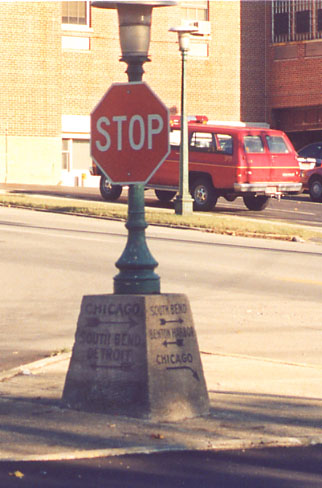 STOP
CHICAGO
SOUTH BEND
DETROIT
SOUTH BEND
BENTON HARBOR
CHICAGO